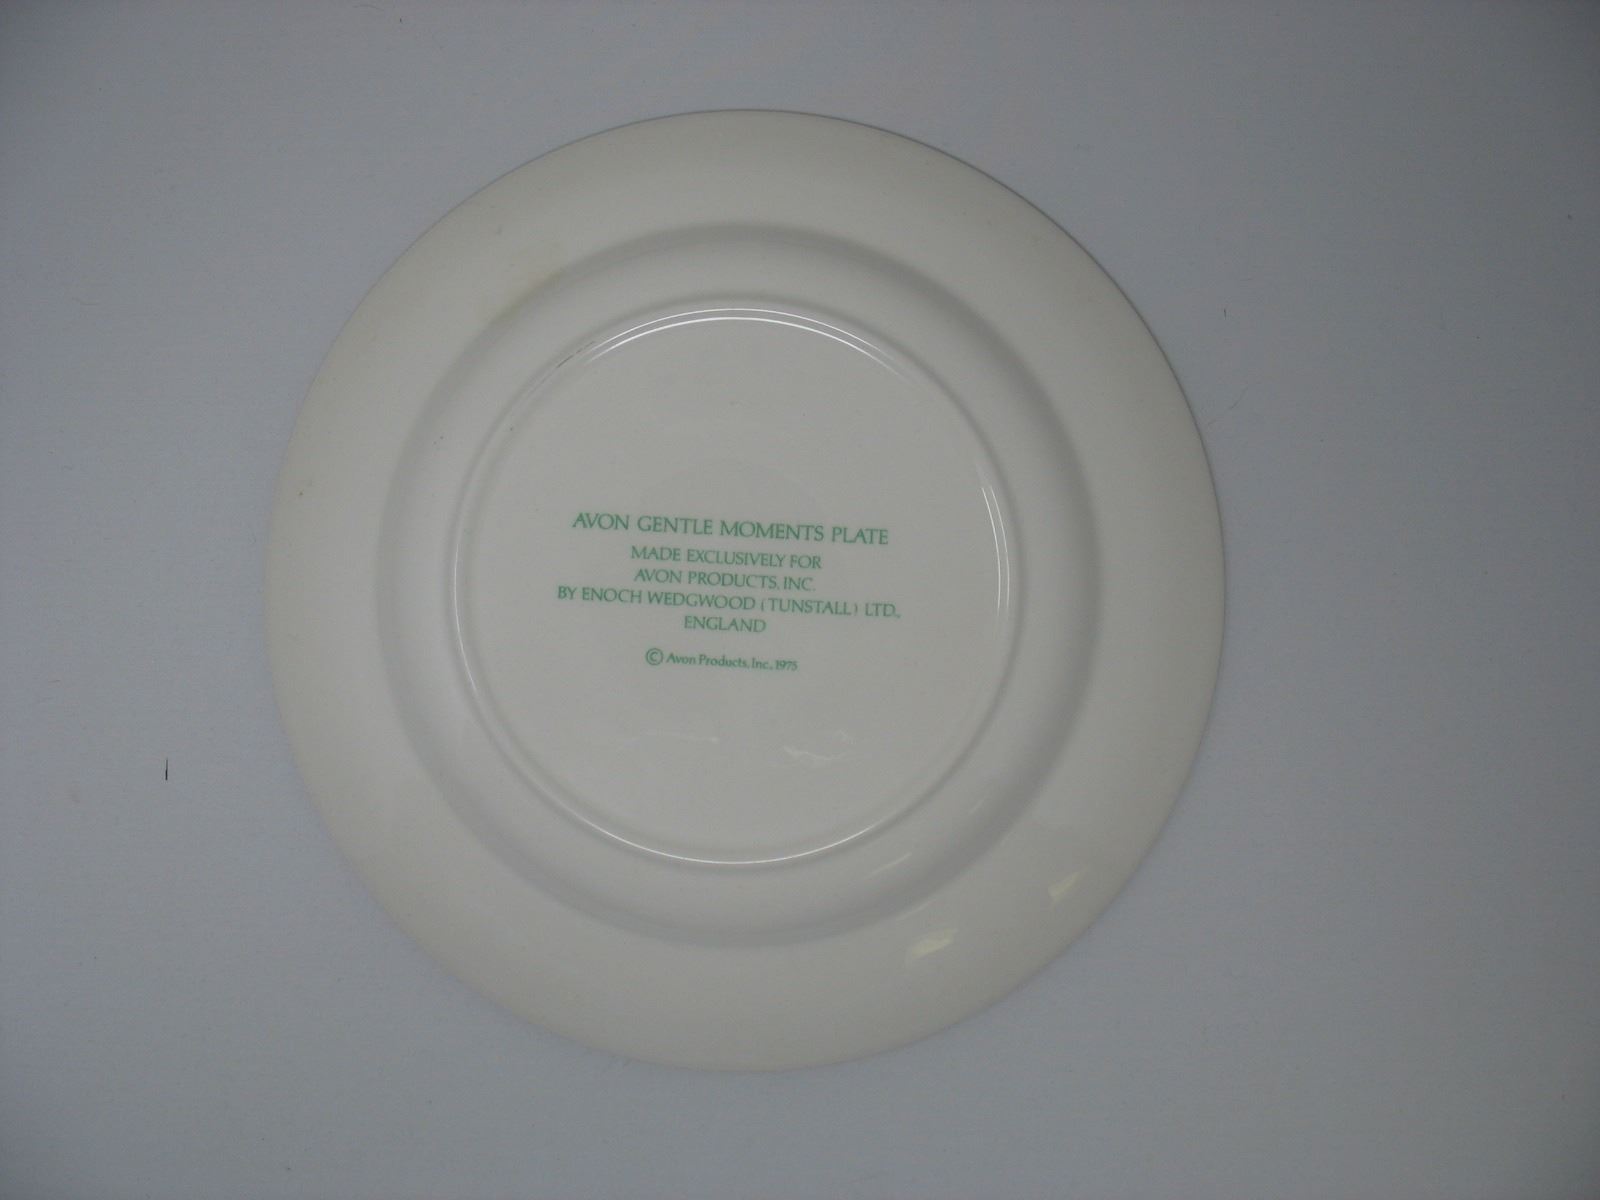 AVON GENTLE MOMENTS PLATE
MADE EXCLUSIVELY FOR
AVON PRODUCTS, INC.
BY ENOCH WEDGWOOD (TUNSTALL) LTD.,
ENGLAND
© Avon Products, Inc., 1975